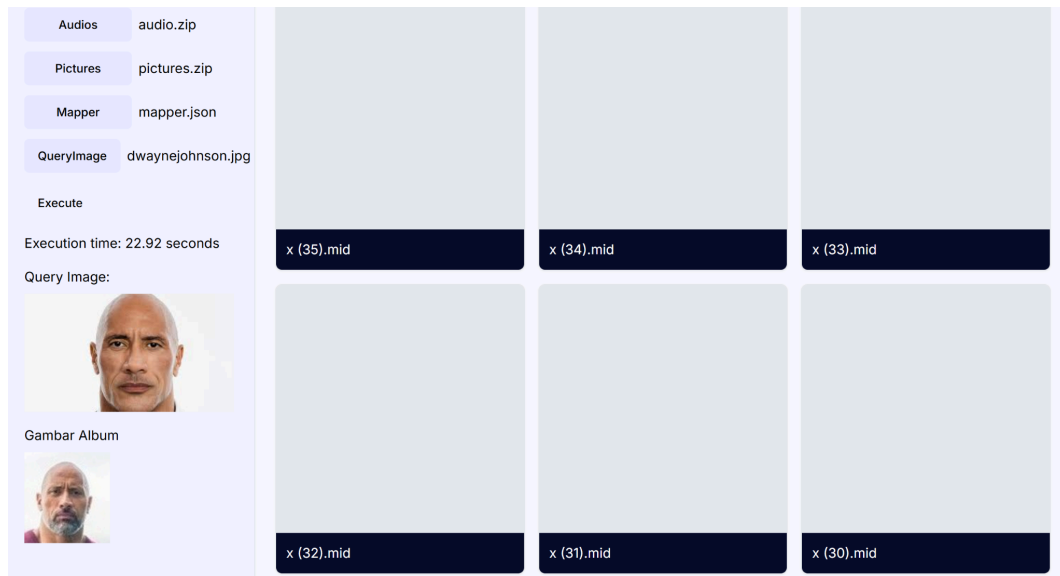 Audios audio.zip
Pictures pictures.zip
Mapper mapper.json
QueryImage dwaynejohnson.jpg
Execute
Execution time: 22.92 seconds
Query Image:
Gambar Album
x (35).mid
x (34).mid
x (33).mid
x (32).mid
x (31).mid
x (30).mid